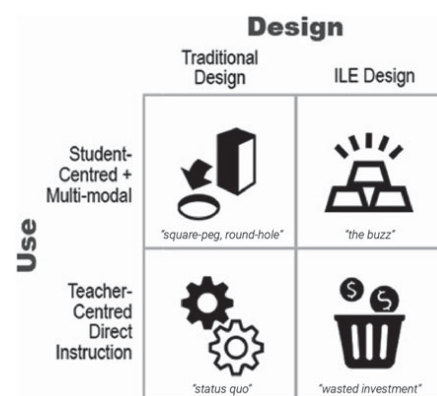 Design
Traditional
Design
ILE Design
Use
Student-
Centred +
Multi-modal
"square-peg, round-hole"
"the buzz"
Teacher-
Centred
Direct
Instruction
$
"status quo"
"wasted investment"